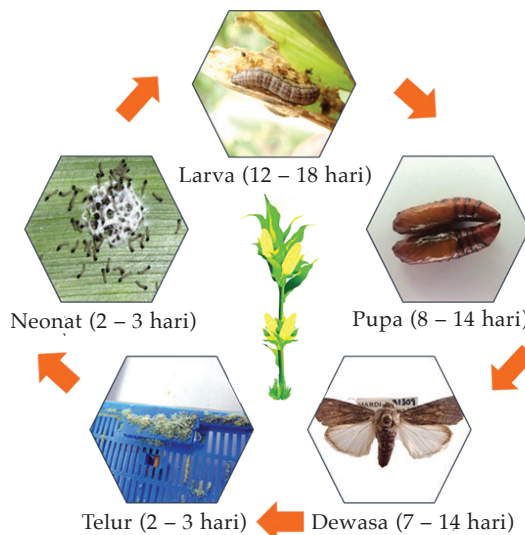 Larva (12 – 18 hari)
Neonat (2 – 3 hari)
Pupa (8 – 14 hari)
MARDI
Telur (2 – 3 hari)
Dewasa (7 – 14 hari)